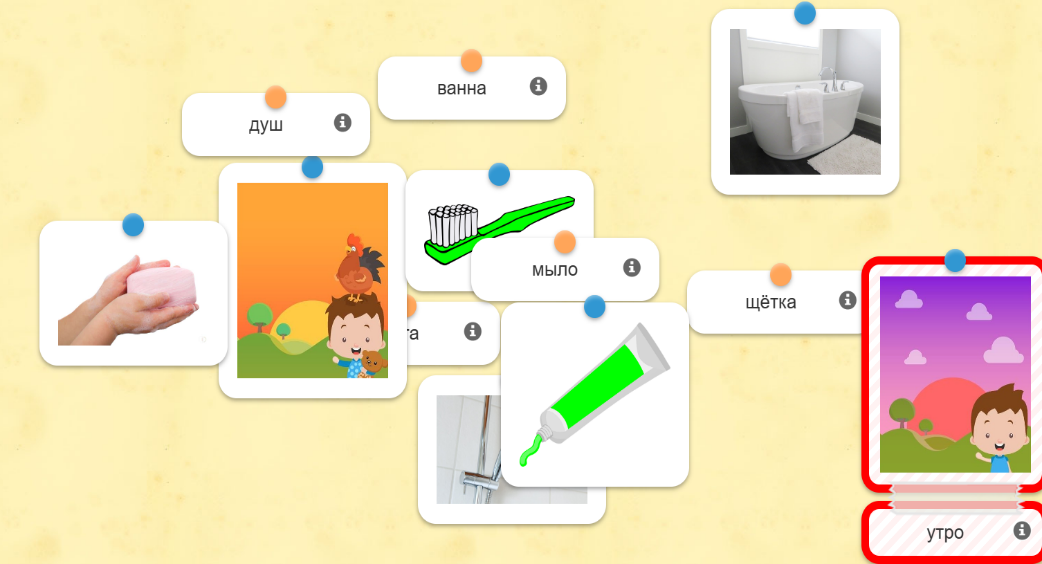 ванна
душ
мыло
щётка
утро